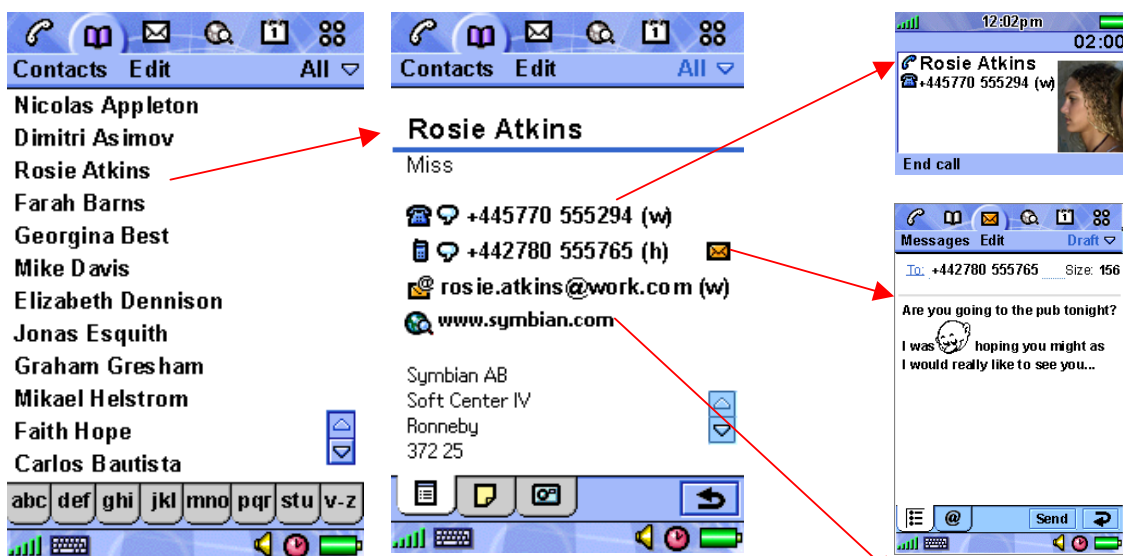 Contacts Edit All
Nicolas Appleton
Dimitri Asimov
Rosie Atkins
Farah Barns
Georgina Best
Mike Davis
Elizabeth Dennison
Jonas Esquith
Graham Gresham
Mikael Helstrom
Faith Hope
Carlos Bautista
abc def ghi jkl mno pqr stu v-z
1
Contacts Edit All
Rosie Atkins
Miss
+445770 555294 (w)
+442780 555765 (h)
rosie.atkins@work.com (w)
www.symbian.com
Symbian AB
Soft Center IV
Ronneby
372 25
1
12:02pm
02:00
Rosie Atkins
+445770 555294 (w)
End call
1
Messages Edit Draft
To: +442780 555765 Size: 156
Are you going to the pub tonight?
I was hoping you might as
I would really like to see you...
@ Send